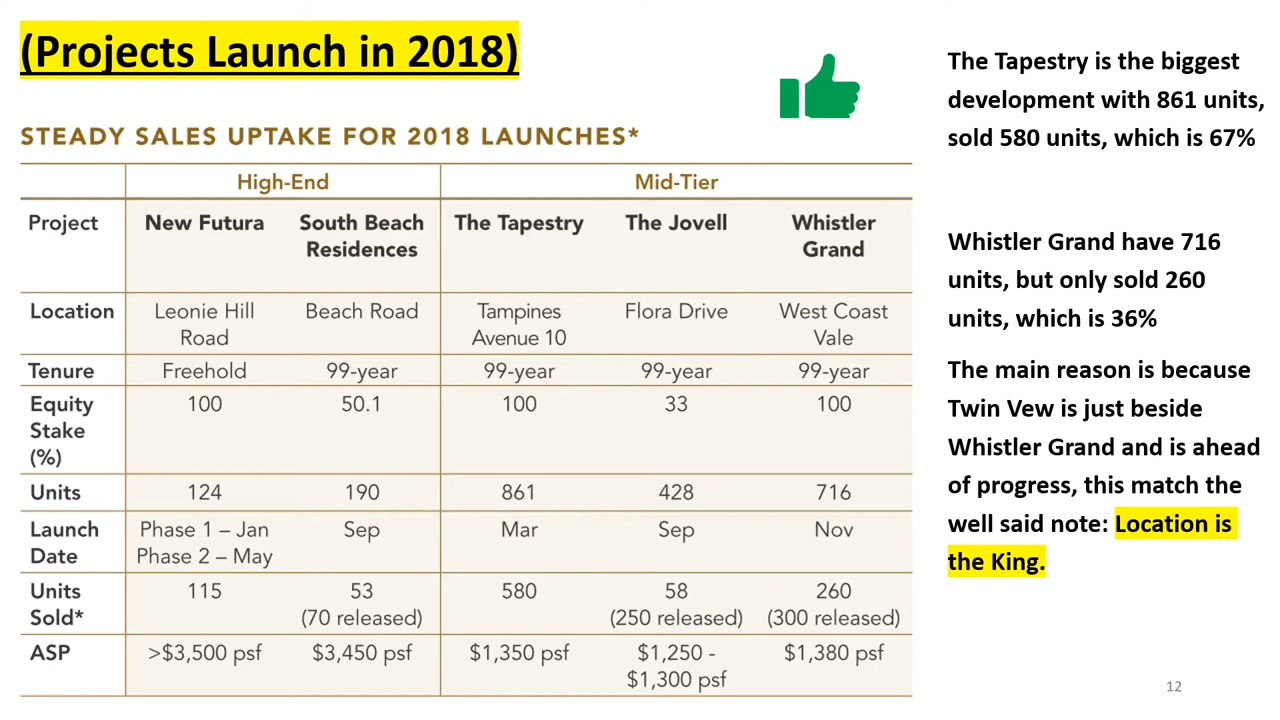 (Projects Launch in 2018)
STEADY SALES UPTAKE FOR 2018 LAUNCHES*
High-End Mid-Tier
Project New Futura South Beach Residences The Tapestry The Jovell Whistler Grand
Location Leonie Hill Road Beach Road Tampines Avenue 10 Flora Drive West Coast Vale
Tenure Freehold 99-year 99-year 99-year 99-year
Equity Stake (%) 100 50.1 100 33 100
Units 124 190 861 428 716
Launch Date Phase 1 – Jan Phase 2 – May Sep Mar Sep Nov
Units Sold* 115 53 (70 released) 580 58 (250 released) 260 (300 released)
ASP >$3,500 psf $3,450 psf $1,350 psf $1,250 - $1,300 psf $1,380 psf
The Tapestry is the biggest
development with 861 units,
sold 580 units, which is 67%
Whistler Grand have 716
units, but only sold 260
units, which is 36%
The main reason is because
Twin Vew is just beside
Whistler Grand and is ahead
of progress, this match the
well said note: Location is
the King.
12